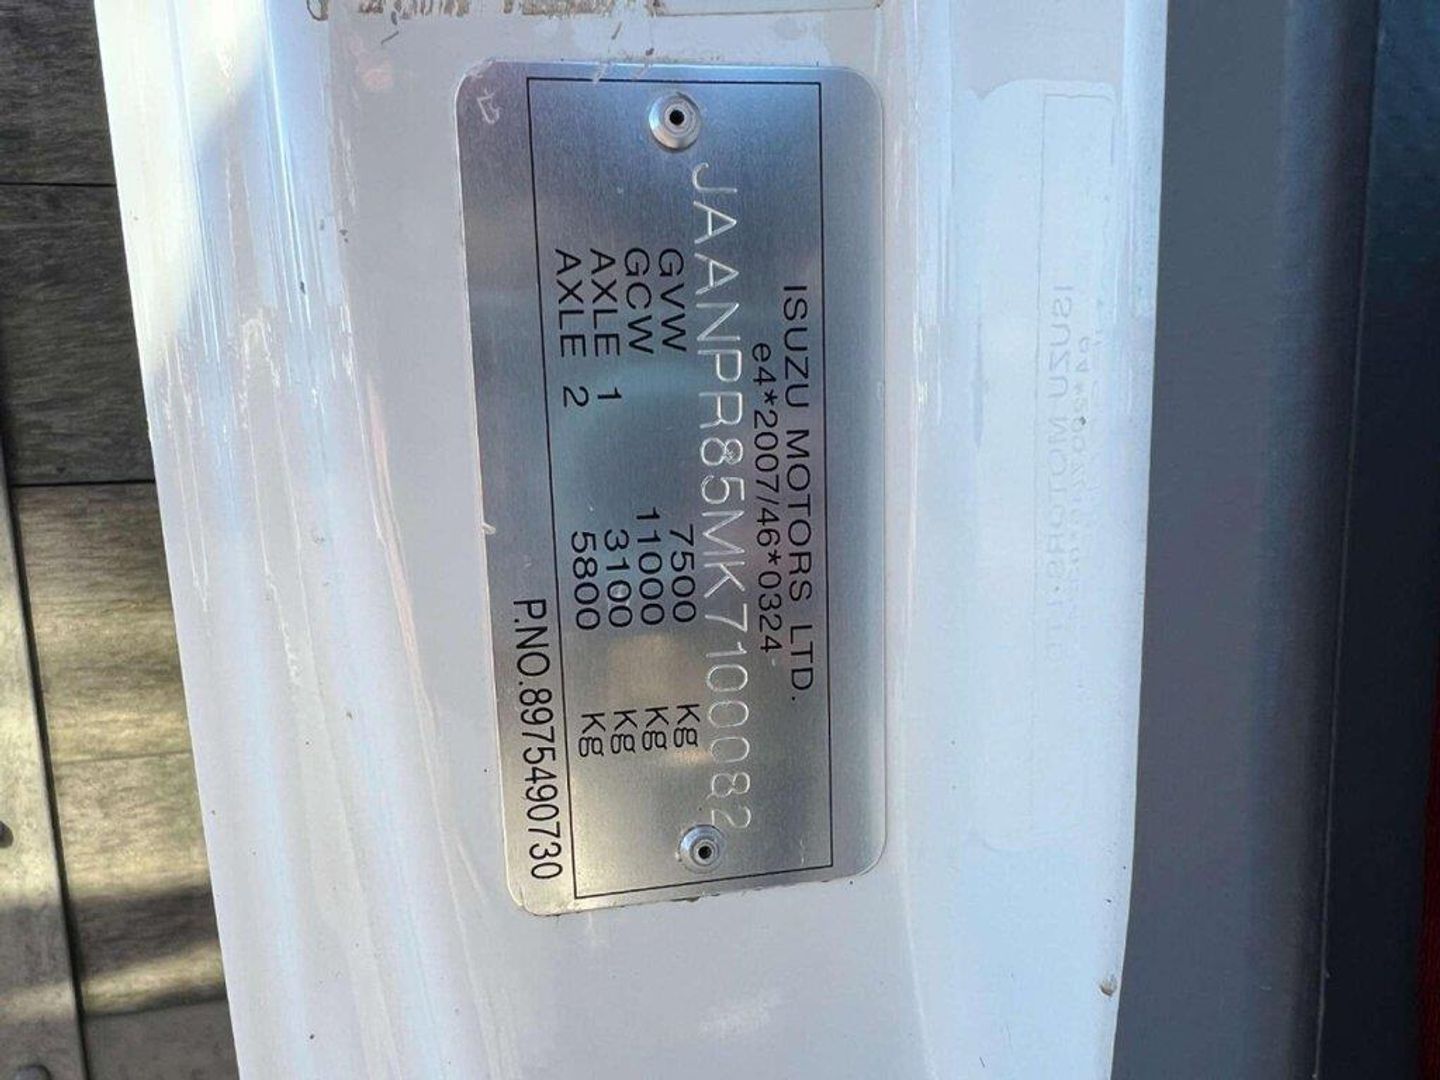 ISUZU MOTORS LTD.
e4*2007/46*0324
JAANPR85MK7100082
GVW 7500 Kg
GCW 11000 Kg
AXLE 1 3100 Kg
AXLE 2 5800 Kg
P.NO.8975490730